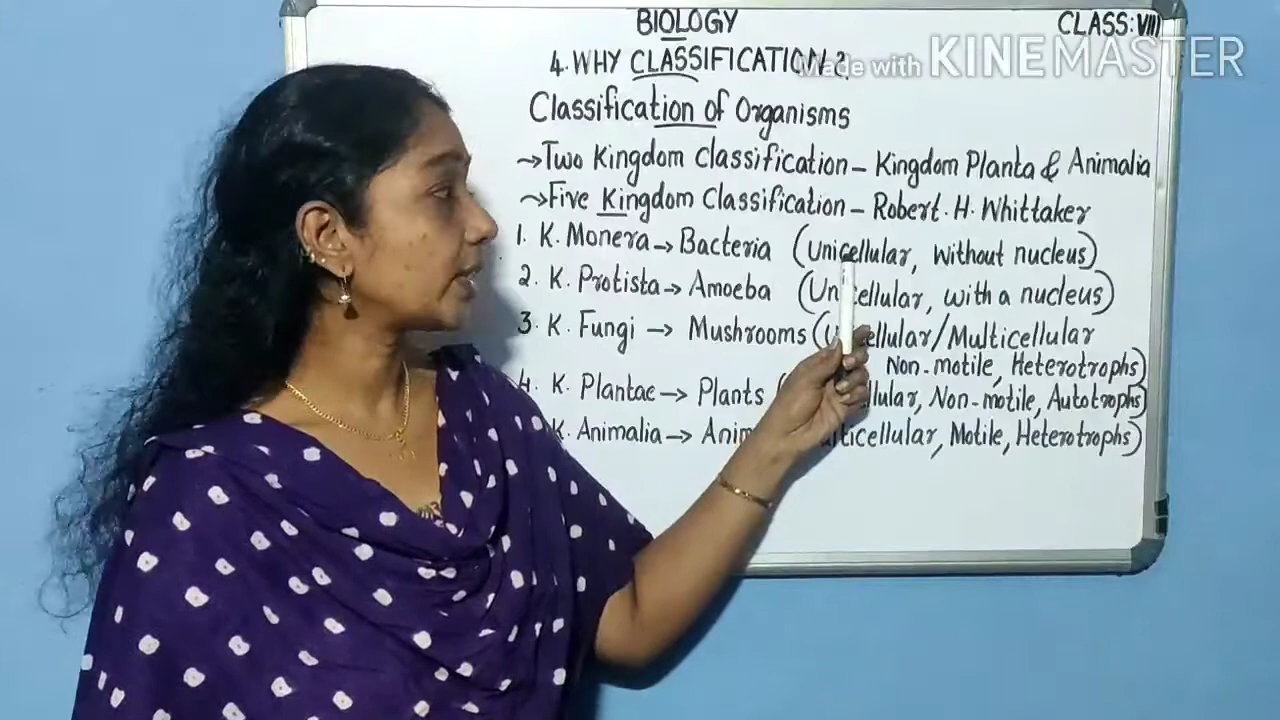 BIOLOGY
CLASS: VIII
Made with KINEMASTER
4. WHY CLASSIFICATION?
Classification of Organisms
→Two Kingdom Classification – Kingdom Planta & Animalia
→Five Kingdom Classification – Robert. H. Whittaker
1. K. Monera → Bacteria (Unicellular, without nucleus)
2. K. Protista → Amoeba (Unicellular, with a nucleus)
3. K. Fungi → Mushrooms (Unicellular/Multicellular
Non-motile, Heterotrophs)
4. K. Plantae → Plants Non-motile, Autotrophs)
K. Animalia → Motile, Heterotrophs)